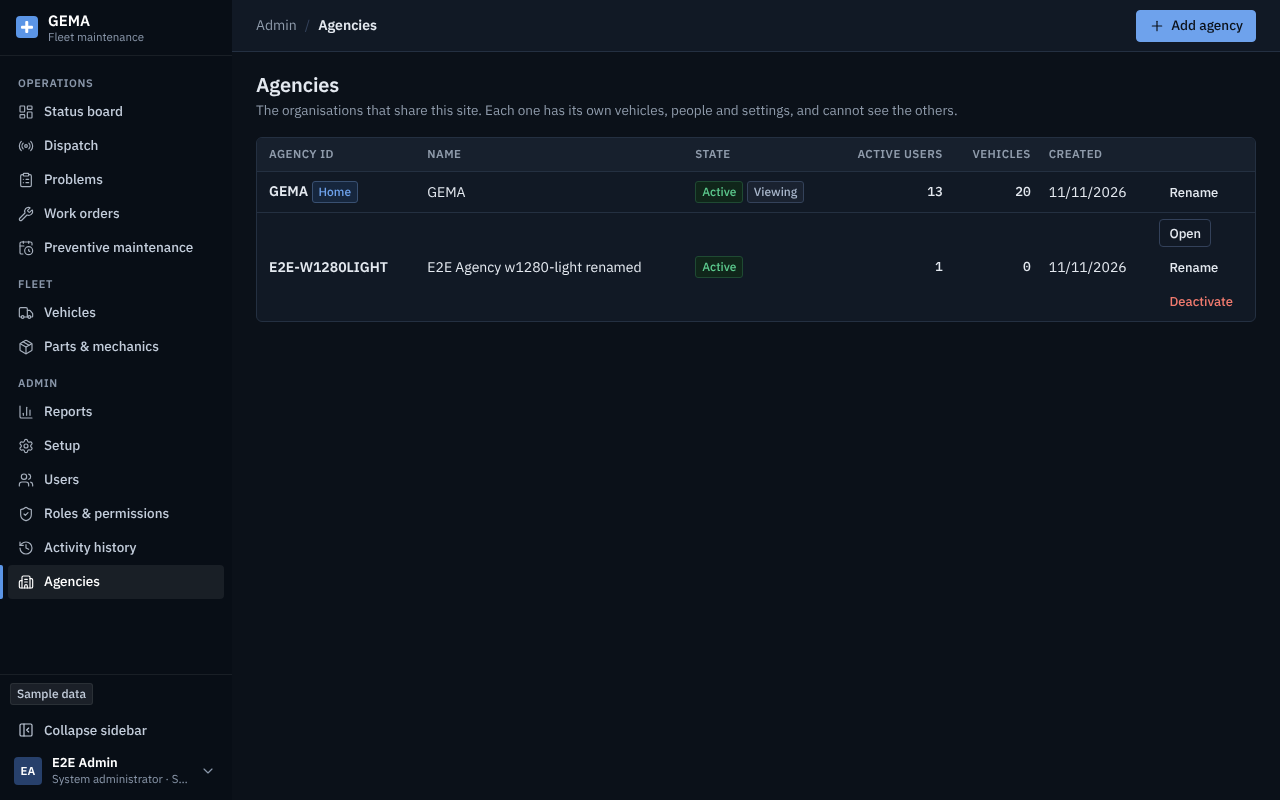 GEMA
Fleet maintenance
OPERATIONS
Status board
Dispatch
Problems
Work orders
Preventive maintenance
FLEET
Vehicles
Parts & mechanics
ADMIN
Reports
Setup
Users
Roles & permissions
Activity history
Agencies
Sample data
Collapse sidebar
EA
E2E Admin
System administrator · S...
Admin / Agencies
Add agency
Agencies
The organisations that share this site. Each one has its own vehicles, people and settings, and cannot see the others.
AGENCY ID NAME STATE ACTIVE USERS VEHICLES CREATED
GEMA Home GEMA Active Viewing 13 20 11/11/2026 Rename
Open
E2E-W1280LIGHT E2E Agency w1280-light renamed Active 1 0 11/11/2026 Rename
Deactivate